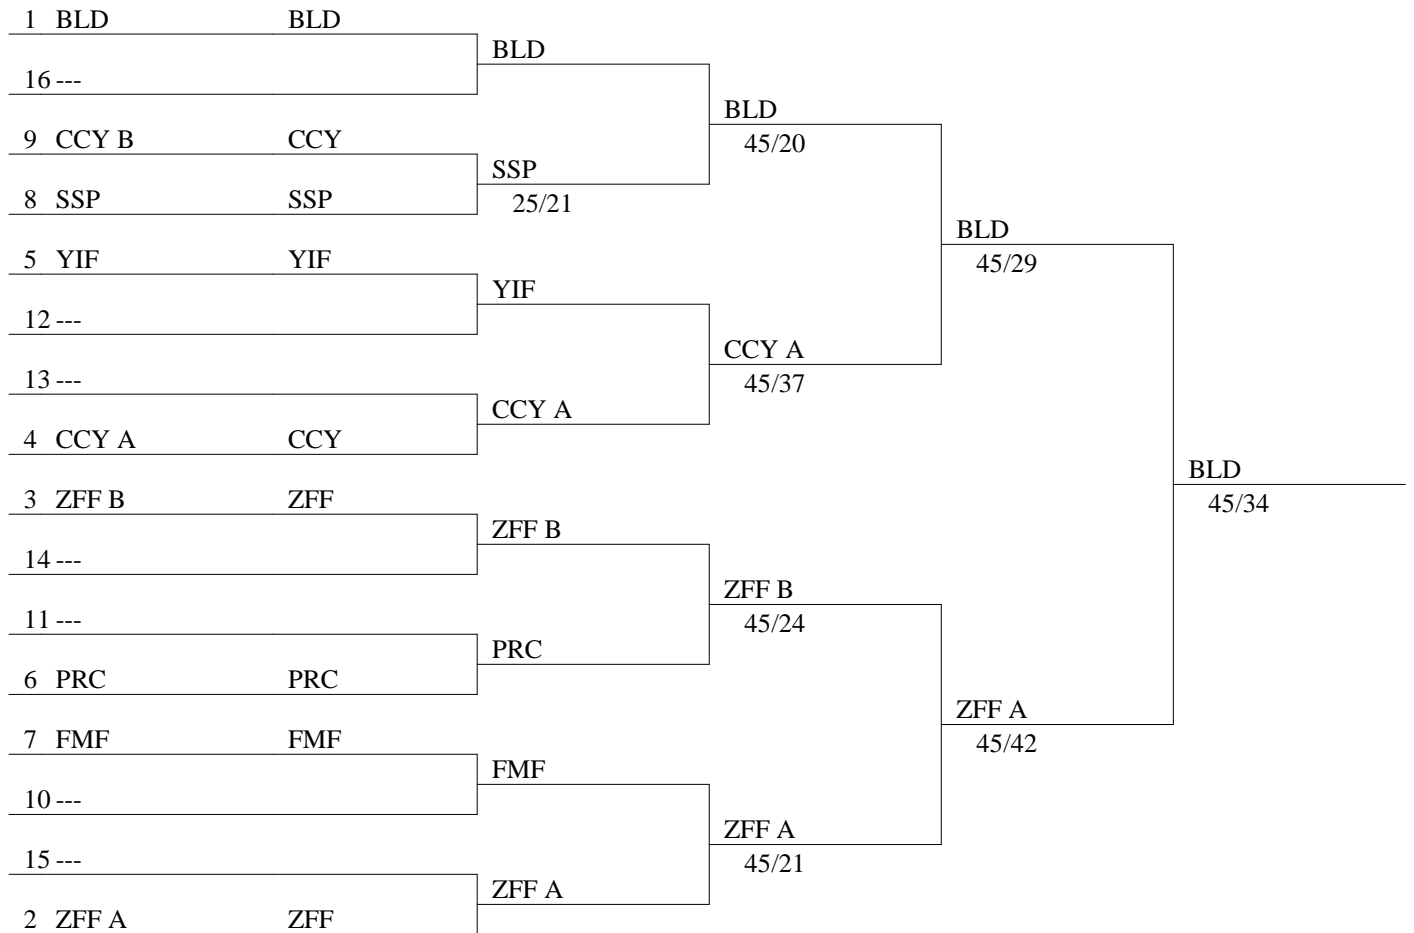 1 BLD BLD
BLD
16 ---
BLD
45/20
9 CCY B CCY
SSP
25/21
8 SSP SSP
BLD
45/29
5 YIF YIF
YIF
12 ---
CCY A
45/37
13 ---
CCY A
4 CCY A CCY
BLD
45/34
3 ZFF B ZFF
ZFF B
14 ---
ZFF B
45/24
11 ---
PRC
6 PRC PRC
ZFF A
45/42
7 FMF FMF
FMF
10 ---
ZFF A
45/21
15 ---
ZFF A
2 ZFF A ZFF